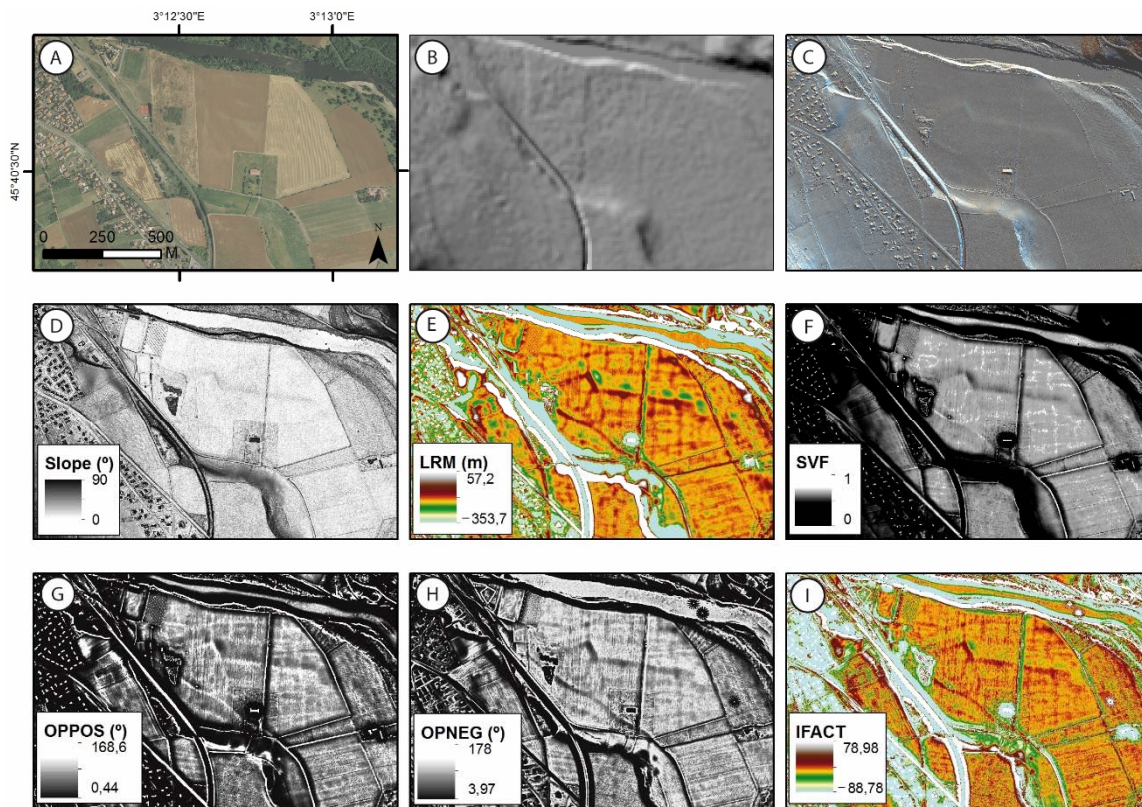 3°12'30"E
3°13'0"E
A
B
C
45°40'30"N
0 250 500
M
N
D
E
F
Slope (º)
90
0
LRM (m)
57,2
−353,7
SVF
1
0
G
H
I
OPPOS (º)
168,6
0,44
OPNEG (º)
178
3,97
IFACT
78,98
−88,78